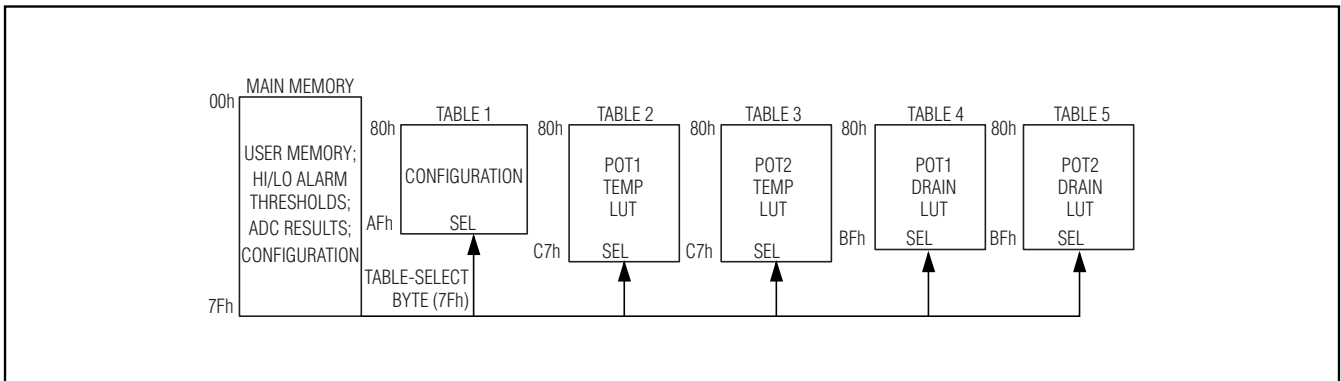 MAIN MEMORY
00h
USER MEMORY;
HI/LO ALARM
THRESHOLDS;
ADC RESULTS;
CONFIGURATION
7Fh
TABLE 1
80h
CONFIGURATION
AFh
SEL
TABLE-SELECT
BYTE (7Fh)
TABLE 2
80h
POT1
TEMP
LUT
C7h
SEL
TABLE 3
80h
POT2
TEMP
LUT
C7h
SEL
TABLE 4
80h
POT1
DRAIN
LUT
BFh
SEL
TABLE 5
80h
POT2
DRAIN
LUT
BFh
SEL